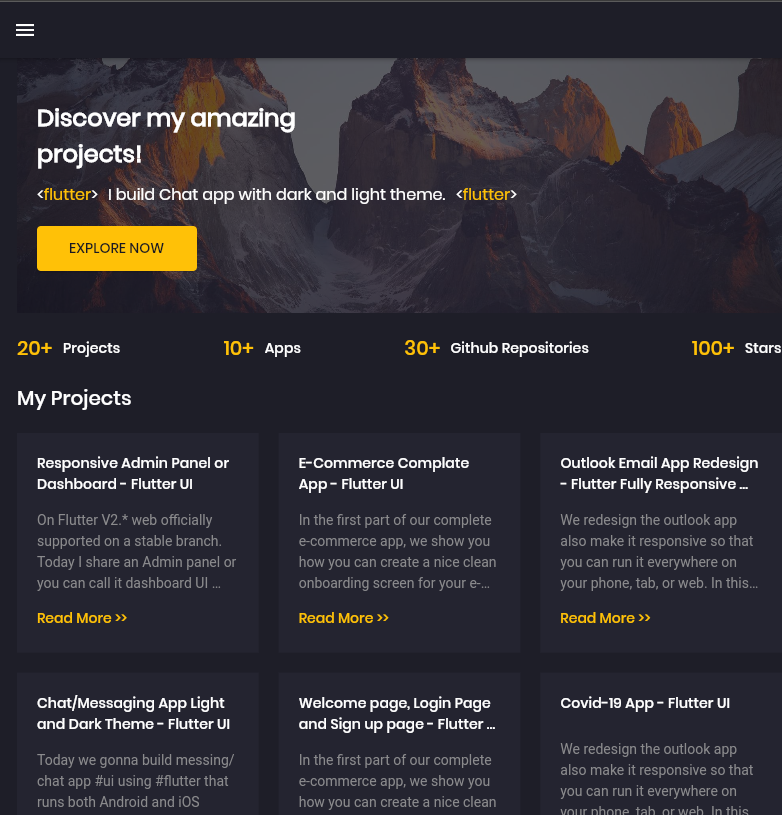 Discover my amazing
projects!
<flutter> I build Chat app with dark and light theme. <flutter>
EXPLORE NOW
20+ Projects 10+ Apps 30+ Github Repositories 100+ Stars
My Projects
Responsive Admin Panel or
Dashboard - Flutter UI
On Flutter V2.* web officially
supported on a stable branch.
Today I share an Admin panel or
you can call it dashboard UI ...
Read More >>
E-Commerce Complate
App - Flutter UI
In the first part of our complete
e-commerce app, we show you
how you can create a nice clean
onboarding screen for your e-...
Read More >>
Outlook Email App Redesign
- Flutter Fully Responsive ...
We redesign the outlook app
also make it responsive so that
you can run it everywhere on
your phone, tab, or web. In this...
Read More >>
Chat/Messaging App Light
and Dark Theme - Flutter UI
Today we gonna build messing/
chat app #ui using #flutter that
runs both Android and iOS
Welcome page, Login Page
and Sign up page - Flutter ...
In the first part of our complete
e-commerce app, we show you
how you can create a nice clean
Covid-19 App - Flutter UI
We redesign the outlook app
also make it responsive so that
you can run it everywhere on
your phone, tab, or web. In this